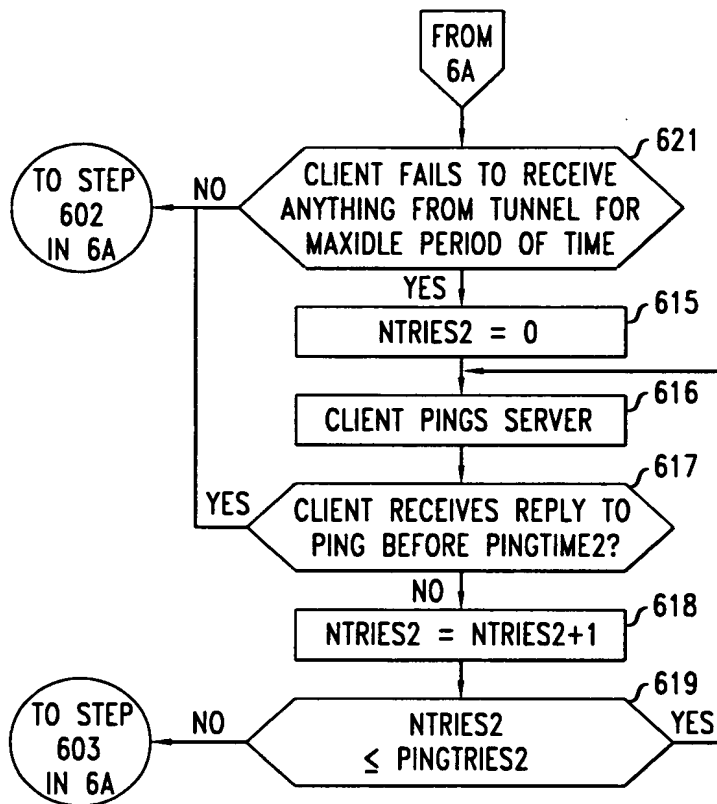 FROM
6A
621
CLIENT FAILS TO RECEIVE
ANYTHING FROM TUNNEL FOR
MAXIDLE PERIOD OF TIME
NO
TO STEP
602
IN 6A
YES
615
NTRIES2 = 0
616
CLIENT PINGS SERVER
617
CLIENT RECEIVES REPLY TO
PING BEFORE PINGTIME2?
YES
NO
618
NTRIES2 = NTRIES2+1
619
NTRIES2
≤ PINGTRIES2
NO
YES
TO STEP
603
IN 6A